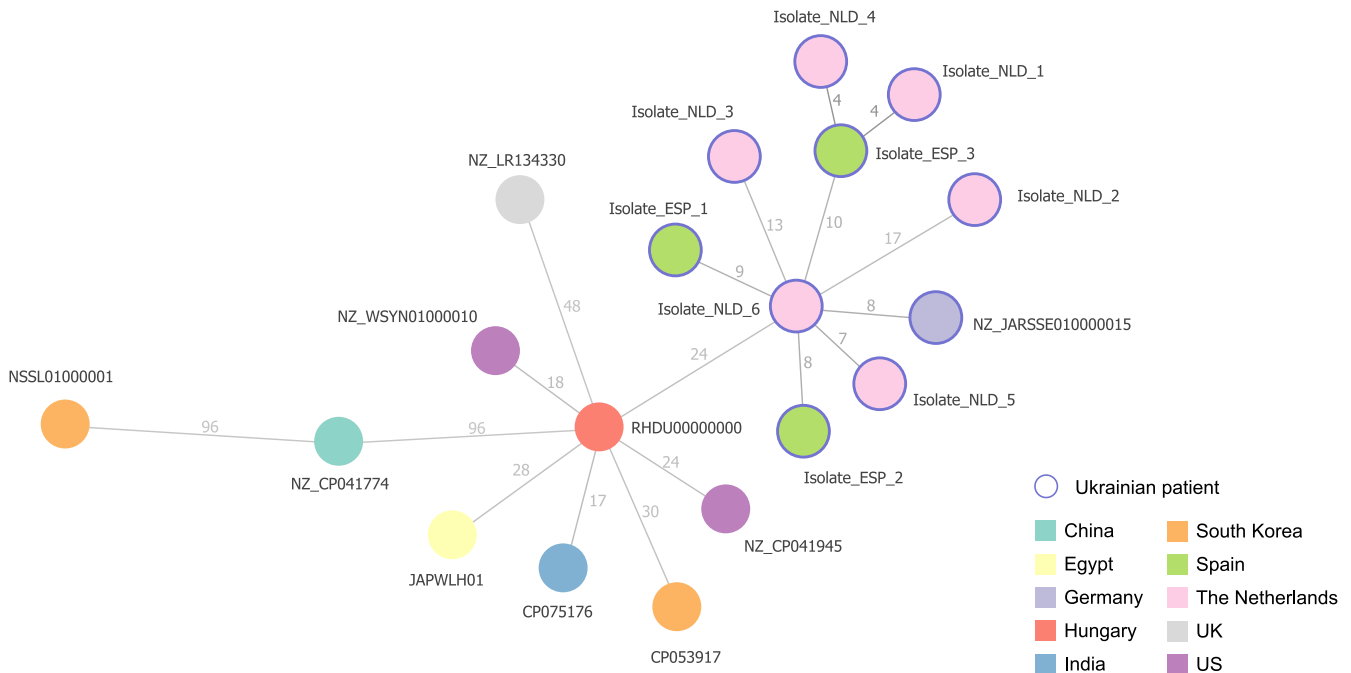 Isolate_NLD_4
Isolate_NLD_1
4
4
Isolate_NLD_3
Isolate_ESP_3
NZ_LR134330
Isolate_NLD_2
Isolate_ESP_1
13
10
17
9
48
Isolate_NLD_6
8
NZ_WSYN01000010
NZ_JARSSE010000015
7
24
8
NSSL01000001
18
Isolate_NLD_5
96
96
RHDU00000000
24
28
NZ_CP041774
Isolate_ESP_2
17
30
NZ_CP041945
JAPWLH01
CP075176
CP053917
Ukrainian patient
China
South Korea
Egypt
Spain
Germany
The Netherlands
Hungary
UK
India
US